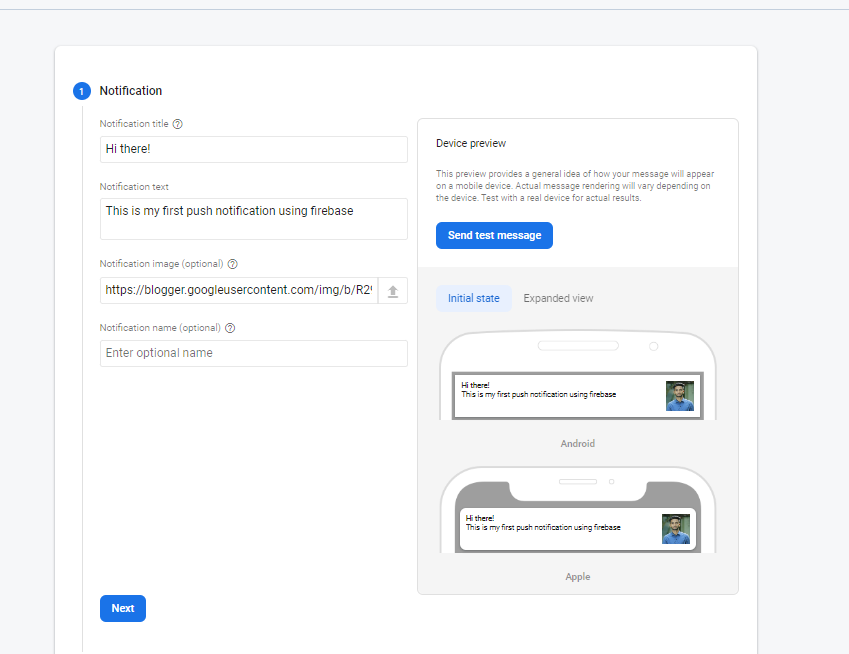 1 Notification
Notification title
Hi there!
Notification text
This is my first push notification using firebase
Notification image (optional)
https://blogger.googleusercontent.com/img/b/R2
Notification name (optional)
Enter optional name
Next
Device preview
This preview provides a general idea of how your message will appear
on a mobile device. Actual message rendering will vary depending on
the device. Test with a real device for actual results.
Send test message
Initial state
Expanded view
Hi there!
This is my first push notification using firebase
Android
Hi there!
This is my first push notification using firebase
Apple